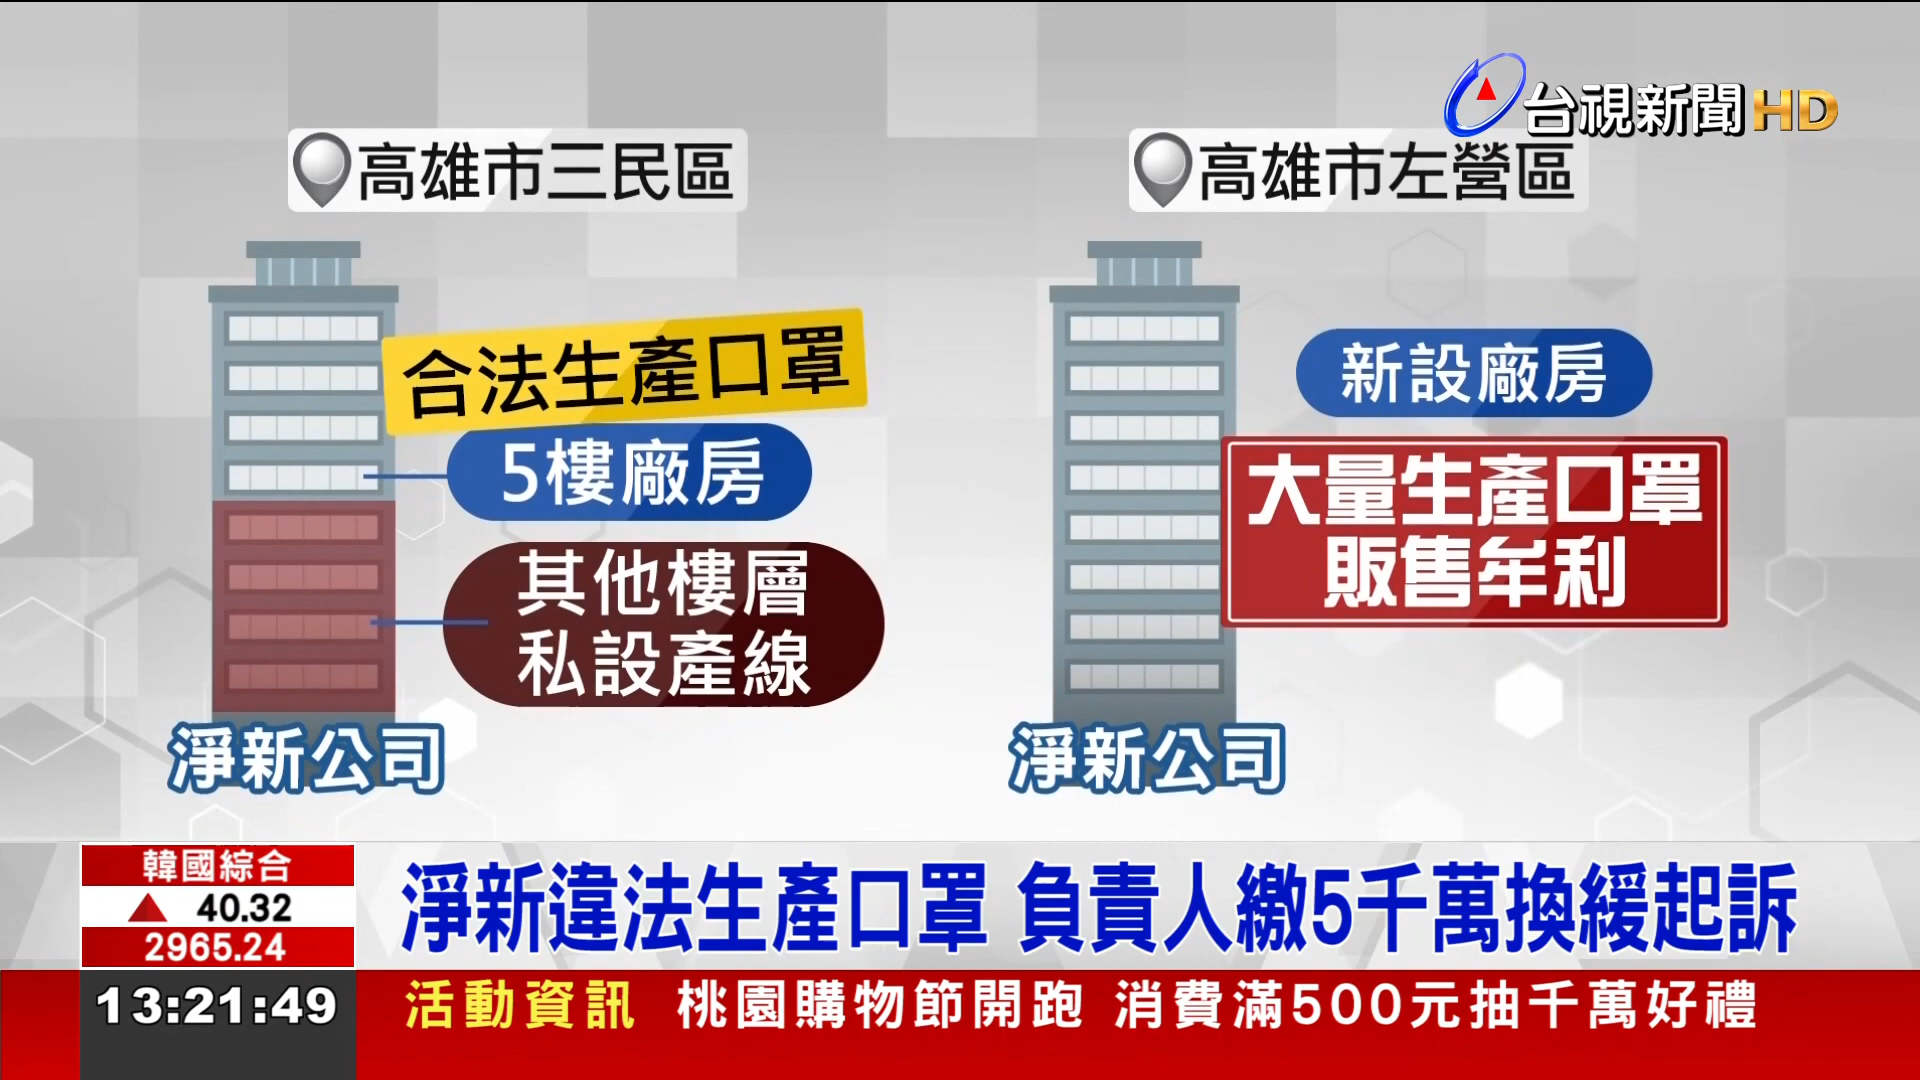 台視新聞HD
高雄市三民區
合法生產口罩
5樓廠房
其他樓層
私設產線
淨新公司
高雄市左營區
新設廠房
大量生產口罩
販售牟利
淨新公司
韓國綜合
▲ 40.32
2965.24
淨新違法生產口罩 負責人繳5千萬換緩起訴
13:21:49
活動資訊 桃園購物節開跑 消費滿500元抽千萬好禮